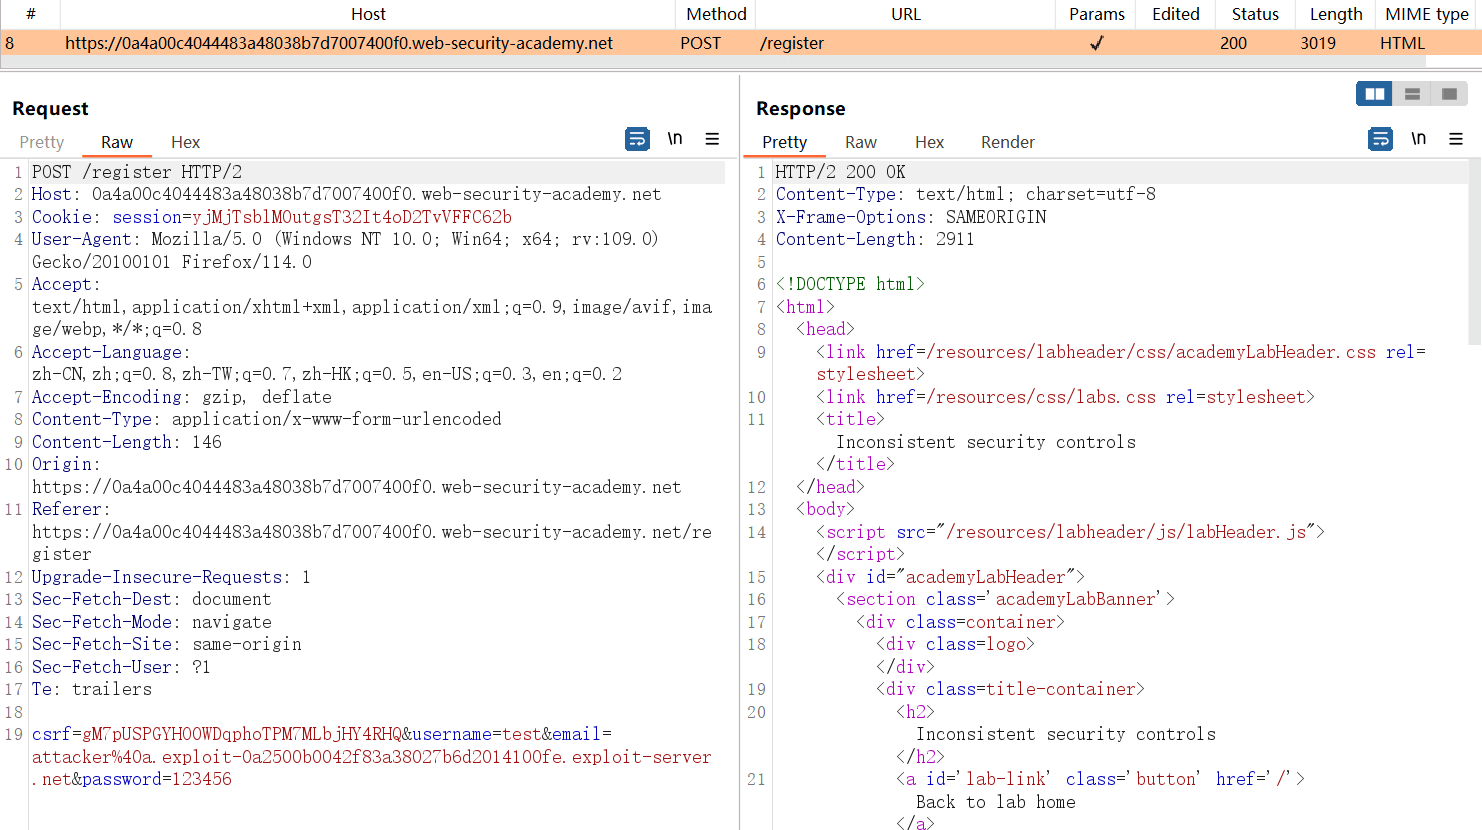 # Host Method URL Params Edited Status Length MIME type
8 https://0a4a00c4044483a48038b7d7007400f0.web-security-academy.net POST /register ✓ 200 3019 HTML
Request
Pretty Raw Hex
\n
1 POST /register HTTP/2
2 Host: 0a4a00c4044483a48038b7d7007400f0.web-security-academy.net
3 Cookie: session=yjMjTsblMOutgsT32It4oD2TvVFFC62b
4 User-Agent: Mozilla/5.0 (Windows NT 10.0; Win64; x64; rv:109.0)
Gecko/20100101 Firefox/114.0
5 Accept:
text/html,application/xhtml+xml,application/xml;q=0.9,image/avif,ima
ge/webp,*/*;q=0.8
6 Accept-Language:
zh-CN,zh;q=0.8,zh-TW;q=0.7,zh-HK;q=0.5,en-US;q=0.3,en;q=0.2
7 Accept-Encoding: gzip, deflate
8 Content-Type: application/x-www-form-urlencoded
9 Content-Length: 146
10 Origin:
https://0a4a00c4044483a48038b7d7007400f0.web-security-academy.net
11 Referer:
https://0a4a00c4044483a48038b7d7007400f0.web-security-academy.net/re
gister
12 Upgrade-Insecure-Requests: 1
13 Sec-Fetch-Dest: document
14 Sec-Fetch-Mode: navigate
15 Sec-Fetch-Site: same-origin
16 Sec-Fetch-User: ?1
17 Te: trailers
18
19 csrf=gM7pUSPGYHOOWDqphoTPM7MLbjHY4RHQ&username=test&email=
attacker%40a.exploit-0a2500b0042f83a38027b6d2014100fe.exploit-server
.net&password=123456
Response
Pretty Raw Hex Render
\n
1 HTTP/2 200 OK
2 Content-Type: text/html; charset=utf-8
3 X-Frame-Options: SAMEORIGIN
4 Content-Length: 2911
5
6 <!DOCTYPE html>
7 <html>
8 <head>
9 <link href=/resources/labheader/css/academyLabHeader.css rel=
stylesheet>
10 <link href=/resources/css/labs.css rel=stylesheet>
11 <title>
Inconsistent security controls
</title>
12 </head>
13 <body>
14 <script src="/resources/labheader/js/labHeader.js">
</script>
15 <div id="academyLabHeader">
16 <section class='academyLabBanner'>
17 <div class=container>
18 <div class=logo>
</div>
19 <div class=title-container>
20 <h2>
Inconsistent security controls
</h2>
21 <a id='lab-link' class='button' href='/'>
Back to lab home
</a>